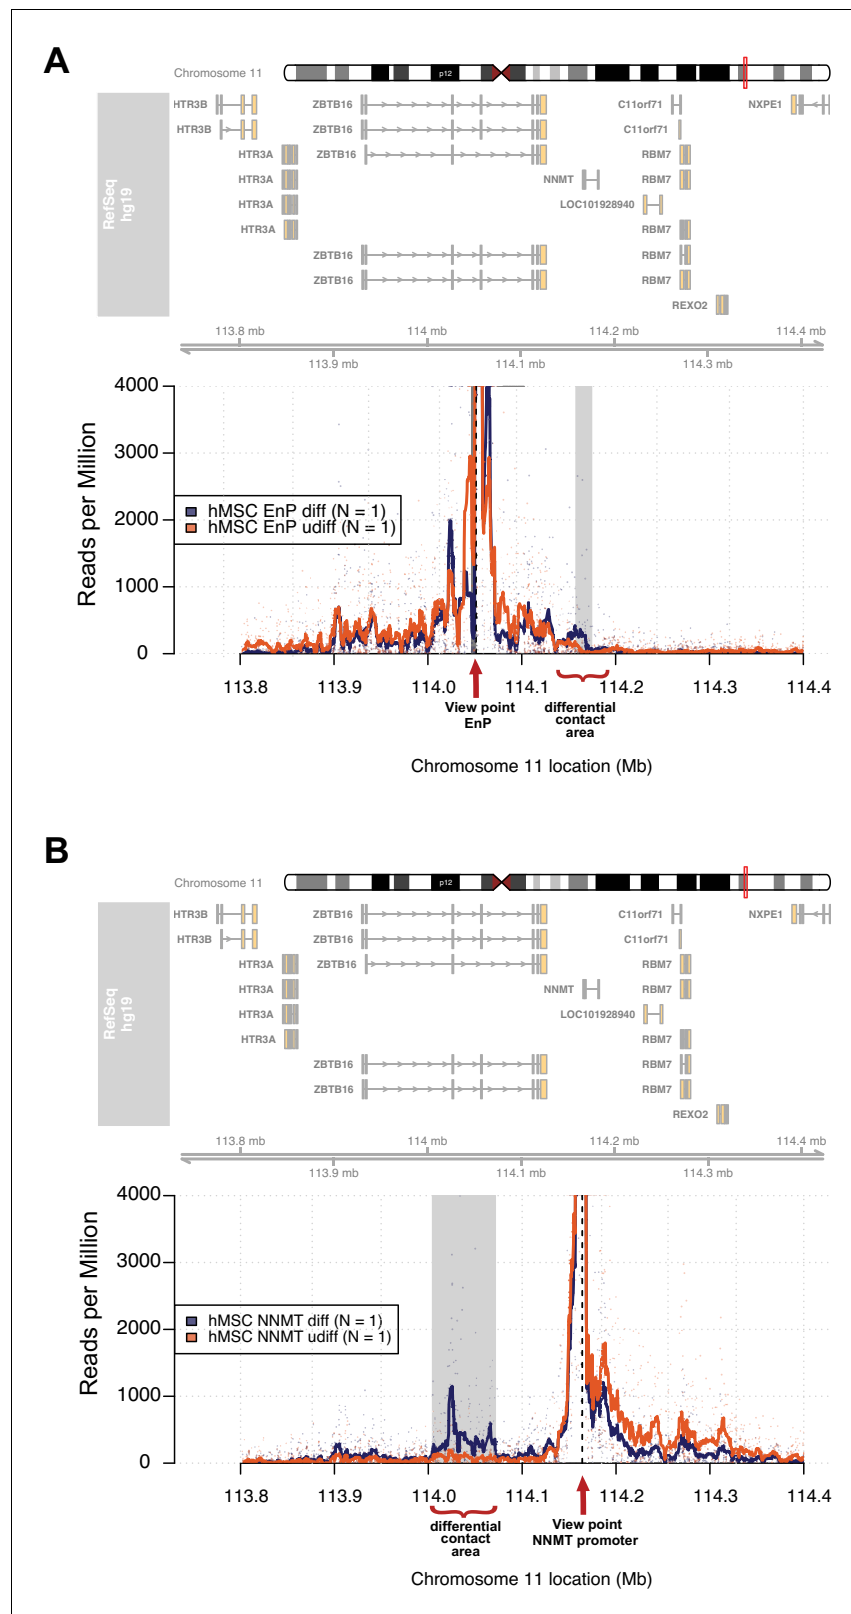 A
Chromosome 11
p12
RefSeq
hg19
HTR3B
ZBTB16
C11orf71
NXPE1
HTR3B
ZBTB16
C11orf71
HTR3A
ZBTB16
RBM7
HTR3A
NNMT
RBM7
HTR3A
LOC101928940
HTR3A
RBM7
ZBTB16
RBM7
ZBTB16
RBM7
REXO2
113.8 mb
114 mb
114.2 mb
114.4 mb
113.9 mb
114.1 mb
114.3 mb
Reads per Million
4000
3000
2000
1000
0
hMSC EnP diff (N = 1)
hMSC EnP udiff (N = 1)
113.8
113.9
114.0
114.1
114.2
114.3
114.4
View point
EnP
differential
contact
area
Chromosome 11 location (Mb)
B
Chromosome 11
p12
RefSeq
hg19
HTR3B
ZBTB16
C11orf71
NXPE1
HTR3B
ZBTB16
C11orf71
HTR3A
ZBTB16
RBM7
HTR3A
NNMT
RBM7
HTR3A
LOC101928940
HTR3A
RBM7
ZBTB16
RBM7
ZBTB16
RBM7
REXO2
113.8 mb
114 mb
114.2 mb
114.4 mb
113.9 mb
114.1 mb
114.3 mb
Reads per Million
4000
3000
2000
1000
0
hMSC NNMT diff (N = 1)
hMSC NNMT udiff (N = 1)
113.8
113.9
114.0
114.1
114.2
114.3
114.4
differential
contact
area
View point
NNMT promoter
Chromosome 11 location (Mb)